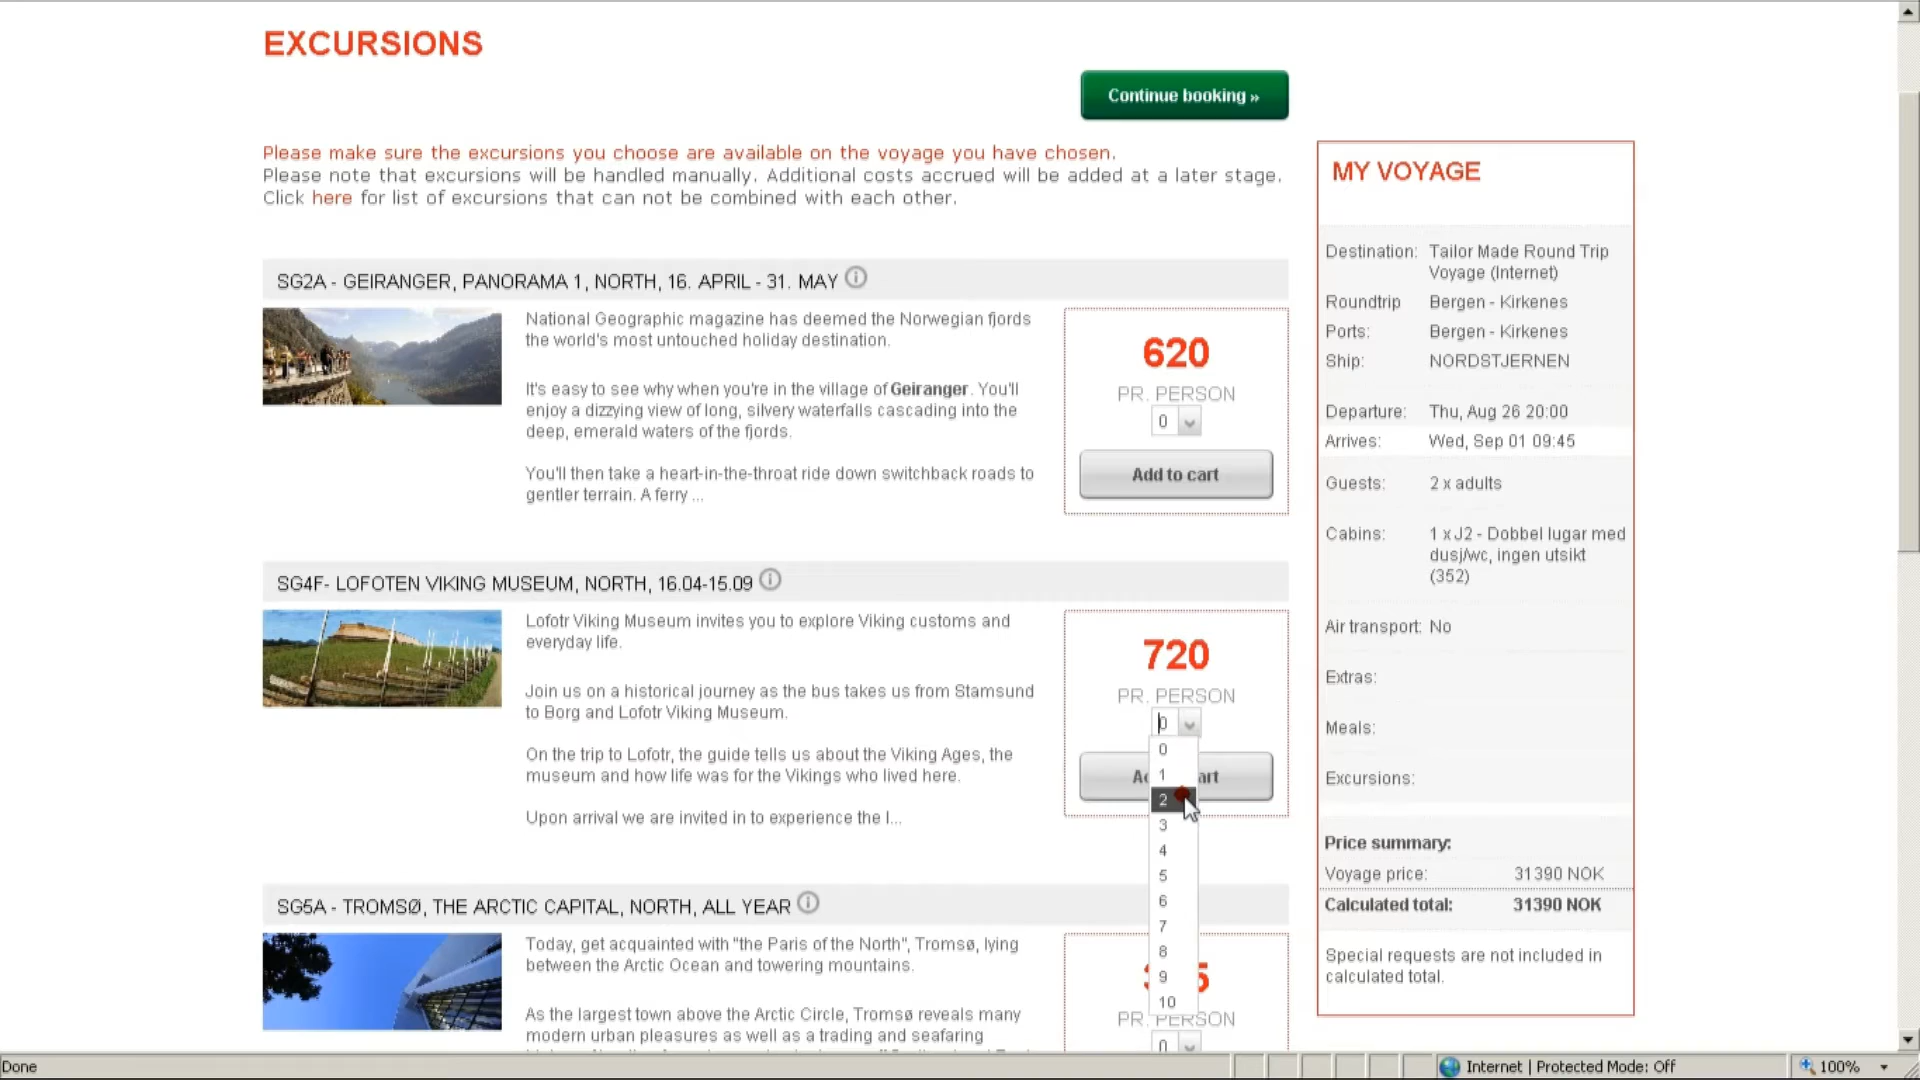 EXCURSIONS
Continue booking »
Please make sure the excursions you choose are available on the voyage you have chosen.
Please note that excursions will be handled manually. Additional costs accrued will be added at a later stage.
Click here for list of excursions that can not be combined with each other.
SG2A - GEIRANGER, PANORAMA 1, NORTH, 16. APRIL - 31. MAY
National Geographic magazine has deemed the Norwegian fjords
the world's most untouched holiday destination.
It's easy to see why when you're in the village of Geiranger. You'll
enjoy a dizzying view of long, silvery waterfalls cascading into the
deep, emerald waters of the fjords.
You'll then take a heart-in-the-throat ride down switchback roads to
gentler terrain. A ferry ...
620
PR. PERSON
0
Add to cart
SG4F- LOFOTEN VIKING MUSEUM, NORTH, 16.04-15.09
Lofotr Viking Museum invites you to explore Viking customs and
everyday life.
Join us on a historical journey as the bus takes us from Stamsund
to Borg and Lofotr Viking Museum.
On the trip to Lofotr, the guide tells us about the Viking Ages, the
museum and how life was for the Vikings who lived here.
Upon arrival we are invited in to experience the l...
720
PR. PERSON
0
0
1
2
3
4
5
6
7
8
9
10
SG5A - TROMSØ, THE ARCTIC CAPITAL, NORTH, ALL YEAR
Today, get acquainted with "the Paris of the North", Tromsø, lying
between the Arctic Ocean and towering mountains.
As the largest town above the Arctic Circle, Tromsø reveals many
modern urban pleasures as well as a trading and seafaring
PR. PERSON
0
MY VOYAGE
Destination: Tailor Made Round Trip
Voyage (Internet)
Roundtrip Bergen - Kirkenes
Ports: Bergen - Kirkenes
Ship: NORDSTJERNEN
Departure: Thu, Aug 26 20:00
Arrives: Wed, Sep 01 09:45
Guests: 2 x adults
Cabins: 1 x J2 - Dobbel lugar med
dusj/wc, ingen utsikt
(352)
Air transport: No
Extras:
Meals:
Excursions:
Price summary:
Voyage price: 31390 NOK
Calculated total: 31390 NOK
Special requests are not included in
calculated total.
Done
Internet | Protected Mode: Off
100%